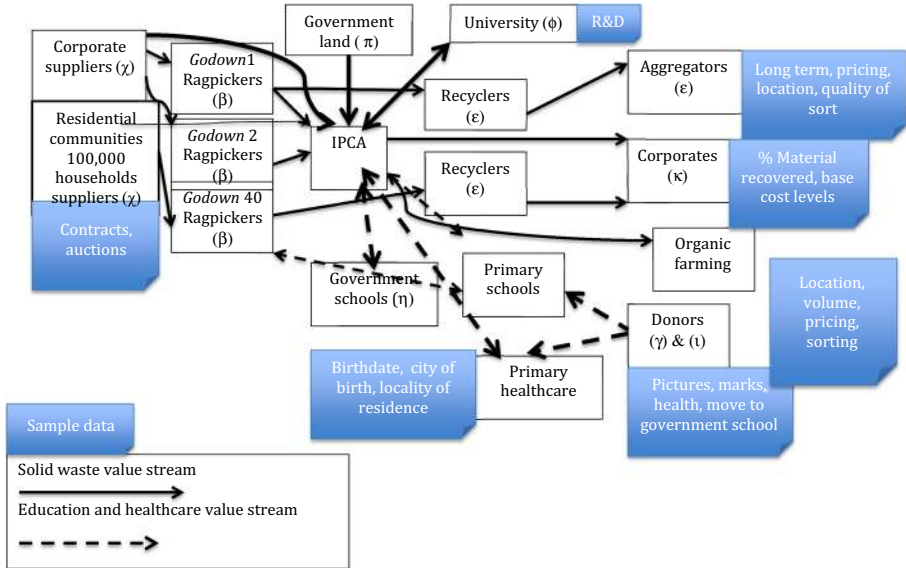 Government
land ( π)
University (ϕ)
R&D
Corporate
suppliers (χ)
Godown1
Ragpickers
(β)
Recyclers
(ε)
Aggregators
(ε)
Long term, pricing,
location, quality of
sort
Residential
communities
100,000
households
suppliers (χ)
Godown 2
Ragpickers
(β)
IPCA
Recyclers
(ε)
Corporates
(κ)
% Material
recovered, base
cost levels
Godown 40
Ragpickers
(β)
Contracts,
auctions
Organic
farming
Government
schools (η)
Primary
schools
Location,
volume,
pricing,
sorting
Donors
(γ) & (ι)
Birthdate, city of
birth, locality of
residence
Primary
healthcare
Pictures, marks,
health, move to
government school
Sample data
Solid waste value stream
Education and healthcare value stream